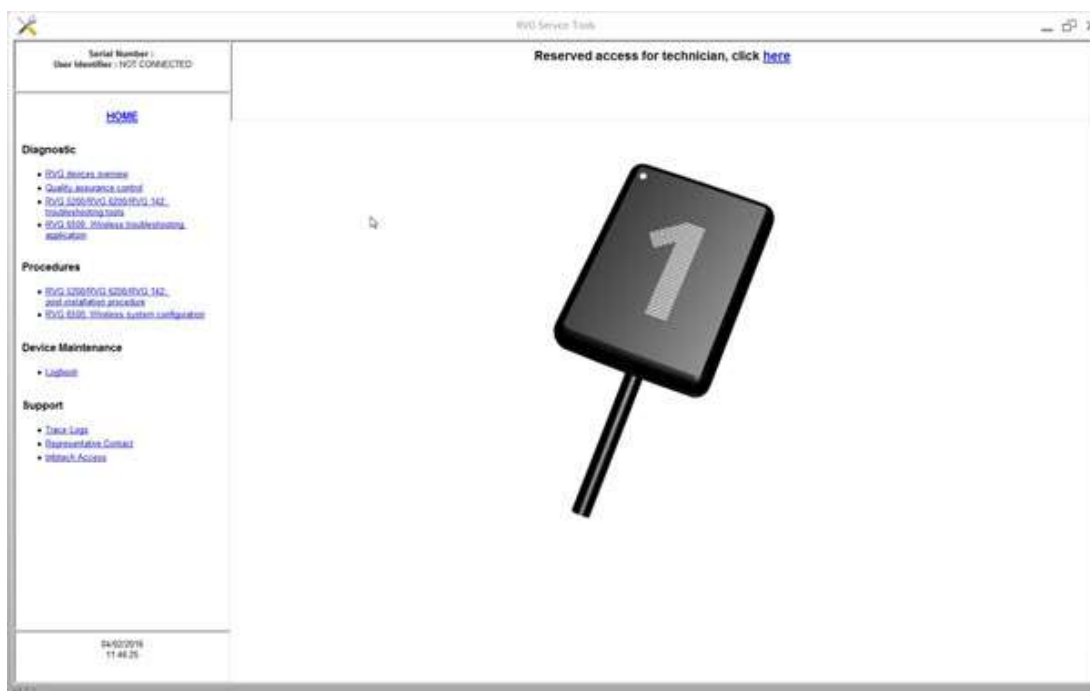 RVG Service Tools
Serial Number :
User Identifier : NOT CONNECTED
Reserved access for technician, click here
HOME
Diagnostic
RVG devices overview
Quality assurance control
RVG 5200/RVG 6200/RVG 142,
troubleshooting tools
RVG 6500, Wireless troubleshooting
application
Procedures
RVG 5200/RVG 6200/RVG 142,
post-installation procedure
RVG 6500, Wireless system configuration
Device Maintenance
Logbook
Support
Trace Logs
Representative Contact
Infotech Access
1
04/02/2016
11:46:25